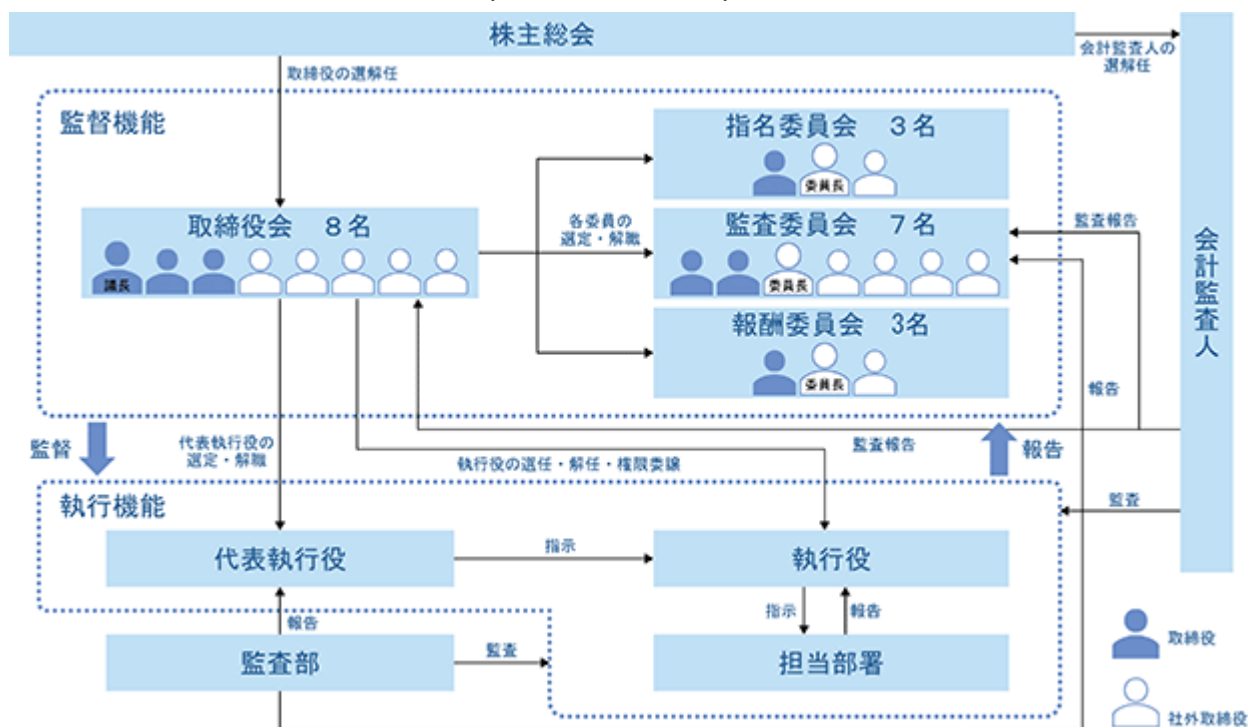 株主総会
会計監査人の
選解任
取締役の選解任
監督機能
指名委員会 3名
委員長
取締役会 8名
議長
各委員の
選定・解職
監査委員会 7名
委員長
監査報告
会計監査人
報酬委員会 3名
委員長
報告
監督
代表執行役の
選定・解職
執行役の選任・解任・権限委譲
監査報告
報告
執行機能
監査
代表執行役
指示
執行役
報告
指示
報告
監査部
監査
担当部署
取締役
社外取締役